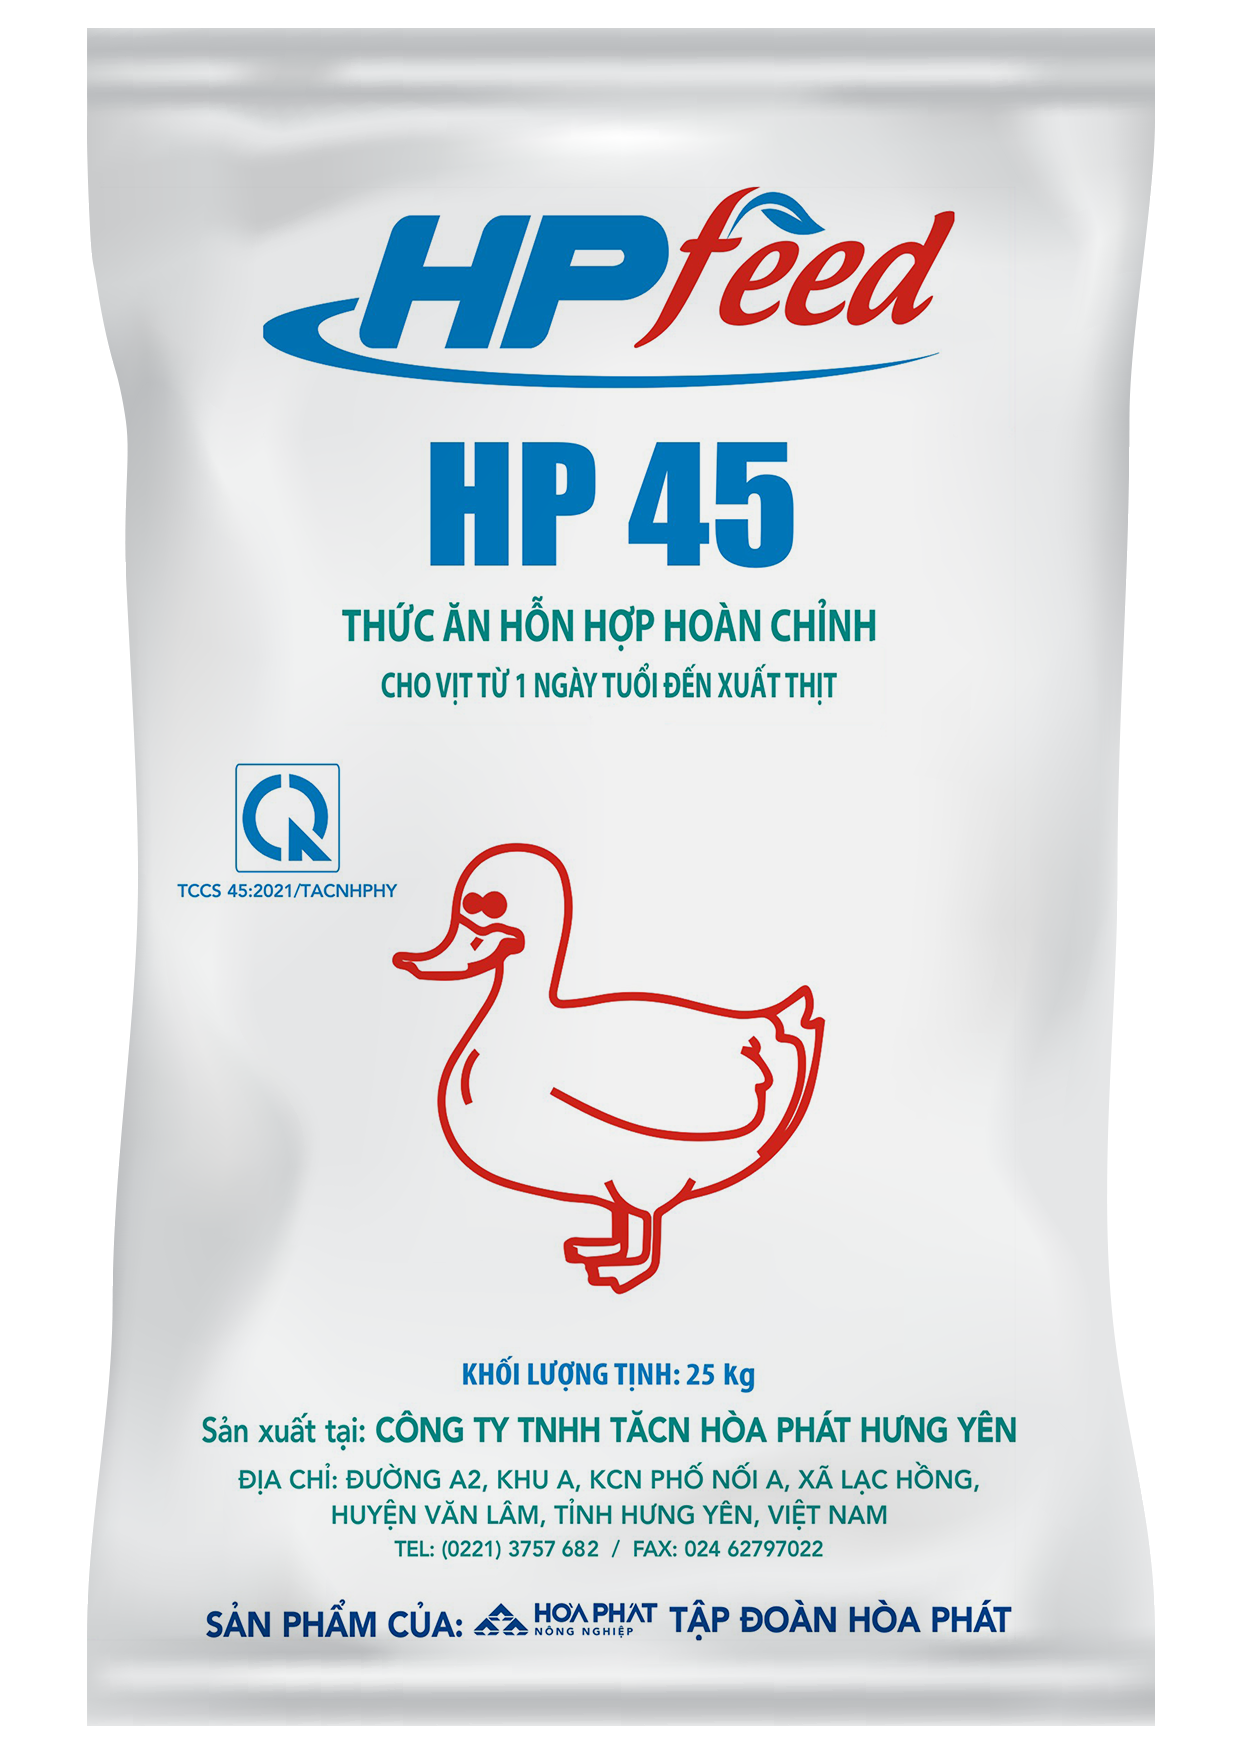 HPfeed
HP 45
THỨC ĂN HỖN HỢP HOÀN CHỈNH
CHO VỊT TỪ 1 NGÀY TUỔI ĐẾN XUẤT THỊT
TCCS 45:2021/TACNHPHY
KHỐI LƯỢNG TỊNH: 25 kg
Sản xuất tại: CÔNG TY TNHH TĂCN HÒA PHÁT HƯNG YÊN
ĐỊA CHỈ: ĐƯỜNG A2, KHU A, KCN PHỐ NỐI A, XÃ LẠC HỒNG,
HUYỆN VĂN LÂM, TỈNH HƯNG YÊN, VIỆT NAM
TEL: (0221) 3757 682 / FAX: 024 62797022
SẢN PHẨM CỦA: HÒA PHÁT NÔNG NGHIỆP TẬP ĐOÀN HÒA PHÁT